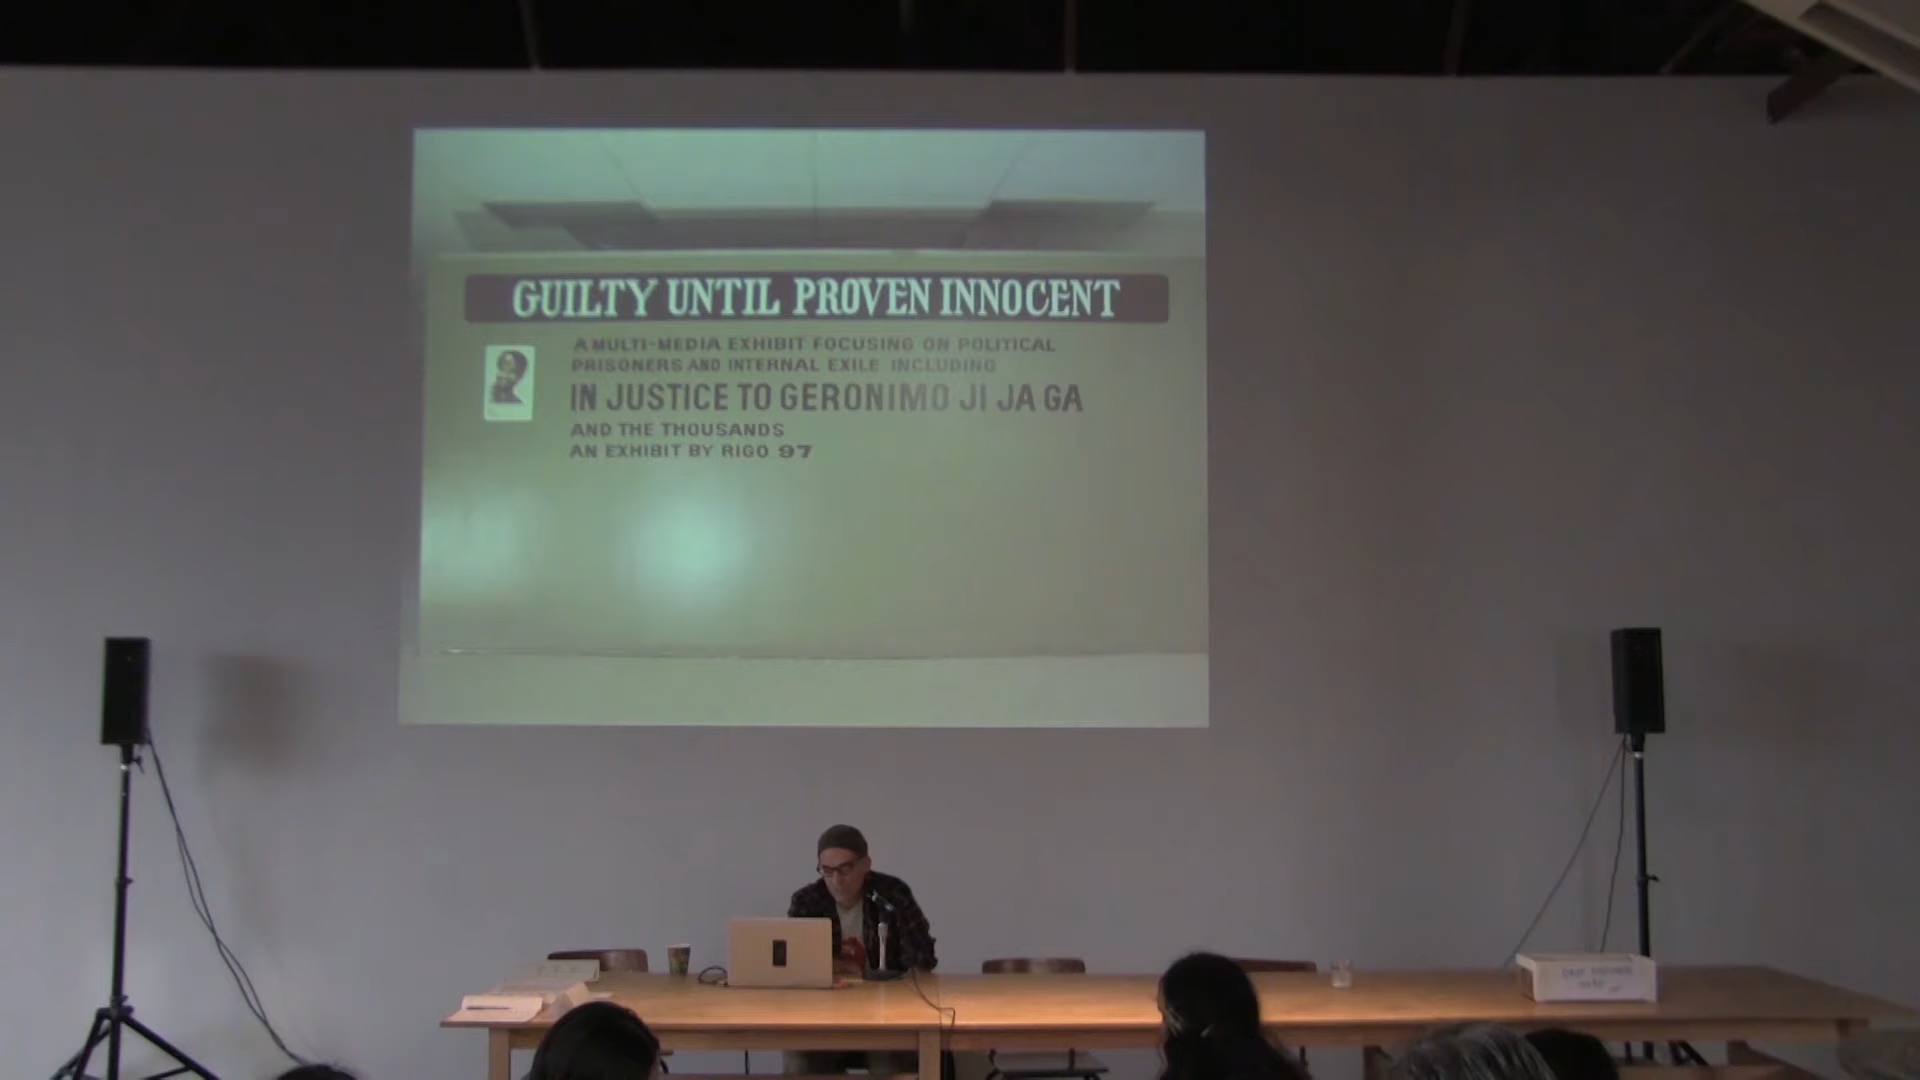 GUILTY UNTIL PROVEN INNOCENT
A MULTI-MEDIA EXHIBIT FOCUSING ON POLITICAL
PRISONERS AND INTERNAL EXILE INCLUDING
IN JUSTICE TO GERONIMO JI JA GA
AND THE THOUSANDS
AN EXHIBIT BY RIGO 97